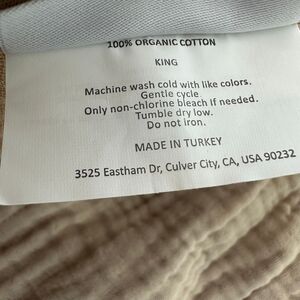 100% ORGANIC COTTON
KING
Machine wash cold with like colors.
Gentle cycle
Only non-chlorine bleach if needed.
Tumble dry low.
Do not iron.
MADE IN TURKEY
3525 Eastham Dr, Culver City, CA, USA 90232